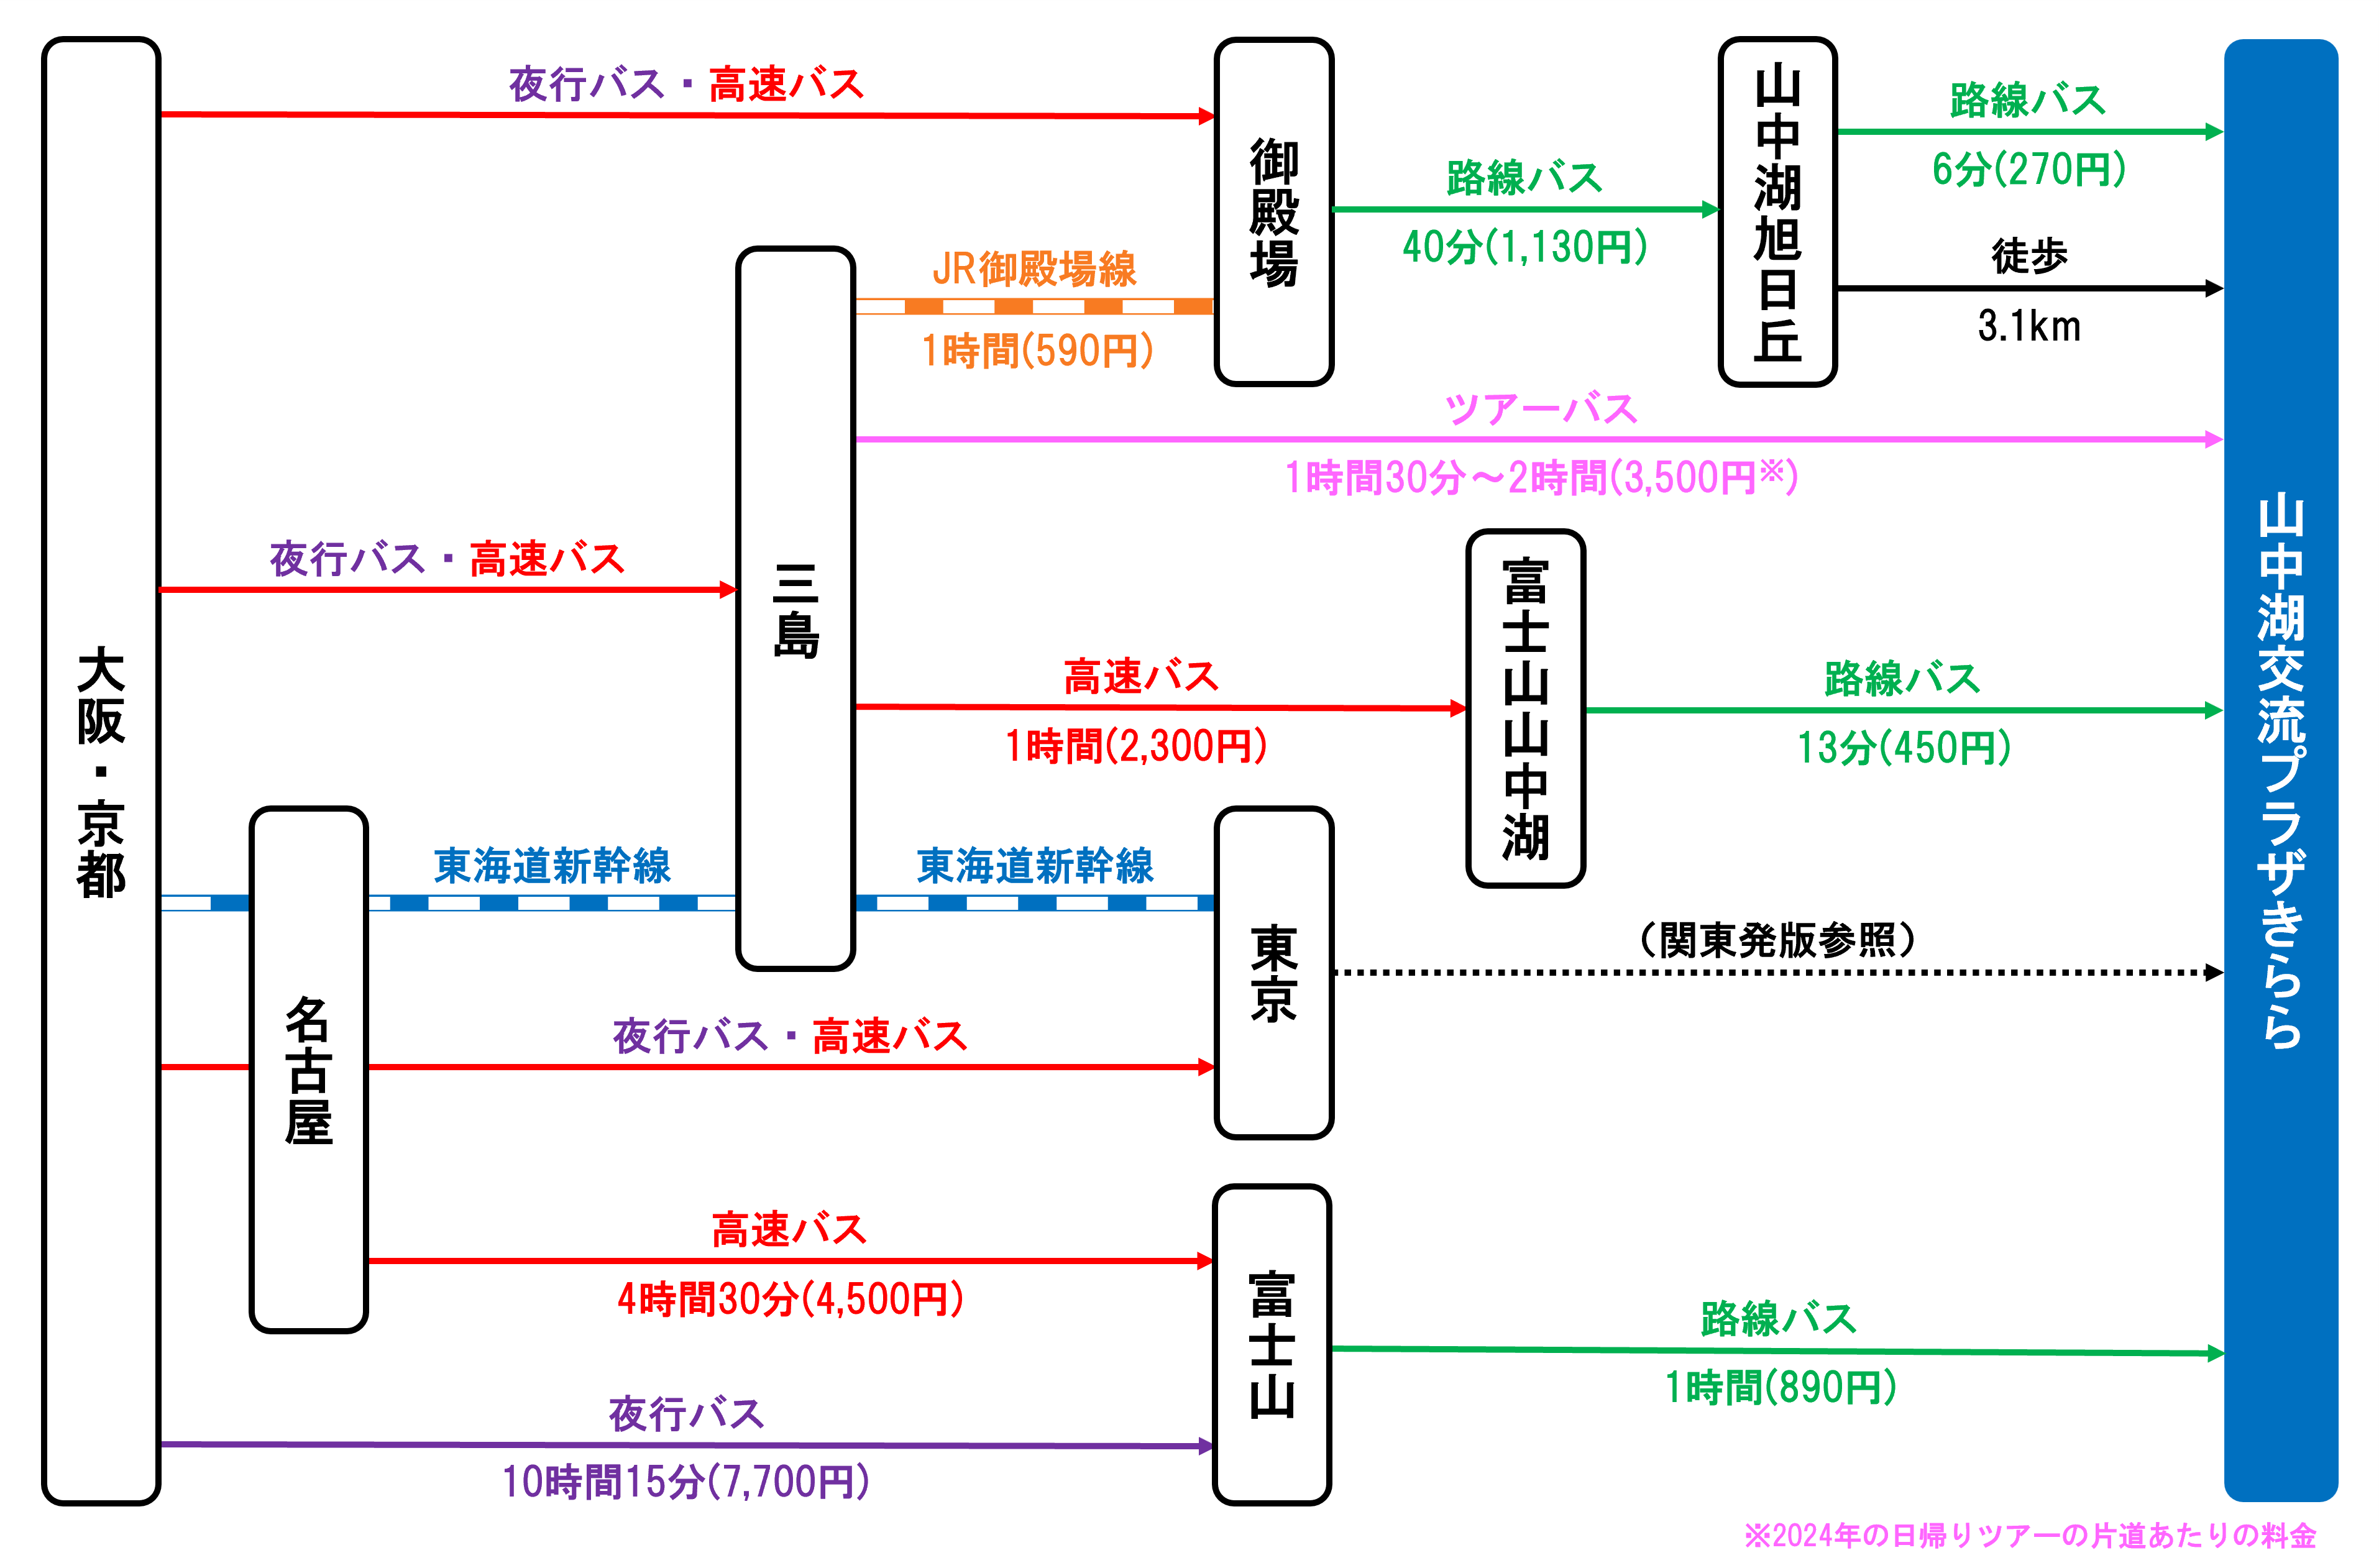 大阪・京都
夜行バス・高速バス
御殿場
路線バス
40分(1,130円)
山中湖旭日丘
路線バス
6分(270円)
徒歩
3.1km
JR御殿場線
1時間(590円)
ツアーバス
1時間30分～2時間(3,500円※)
夜行バス・高速バス
三島
高速バス
1時間(2,300円)
富士山山中湖
路線バス
13分(450円)
名古屋
東海道新幹線
東海道新幹線
東京
(関東発版参照)
夜行バス・高速バス
高速バス
4時間30分(4,500円)
富士山
路線バス
1時間(890円)
夜行バス
10時間15分(7,700円)
山中湖交流プラザきらら
※2024年の日帰りツアーの片道あたりの料金